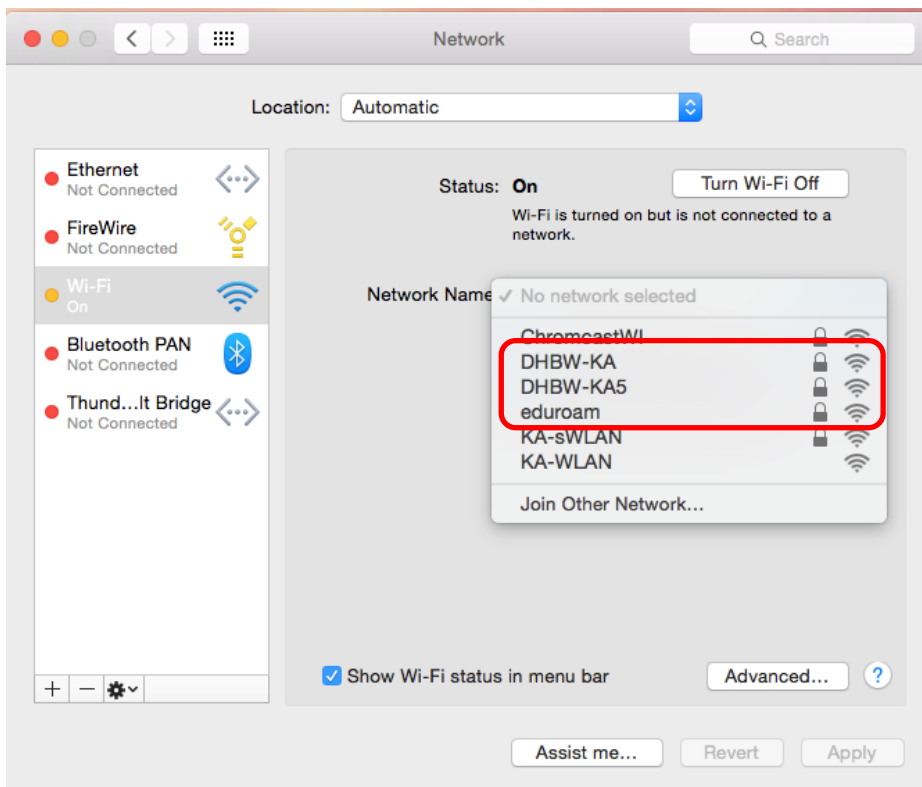 Network
Search
Location: Automatic
Ethernet
Not Connected
FireWire
Not Connected
Wi-Fi
On
Bluetooth PAN
Not Connected
Thund...lt Bridge
Not Connected
Status: On
Turn Wi-Fi Off
Wi-Fi is turned on but is not connected to a
network.
Network Name
✓ No network selected
ChromcastWI
DHBW-KA
DHBW-KA5
eduroam
KA-sWLAN
KA-WLAN
Join Other Network...
Show Wi-Fi status in menu bar
Advanced...
?
Assist me...
Revert
Apply